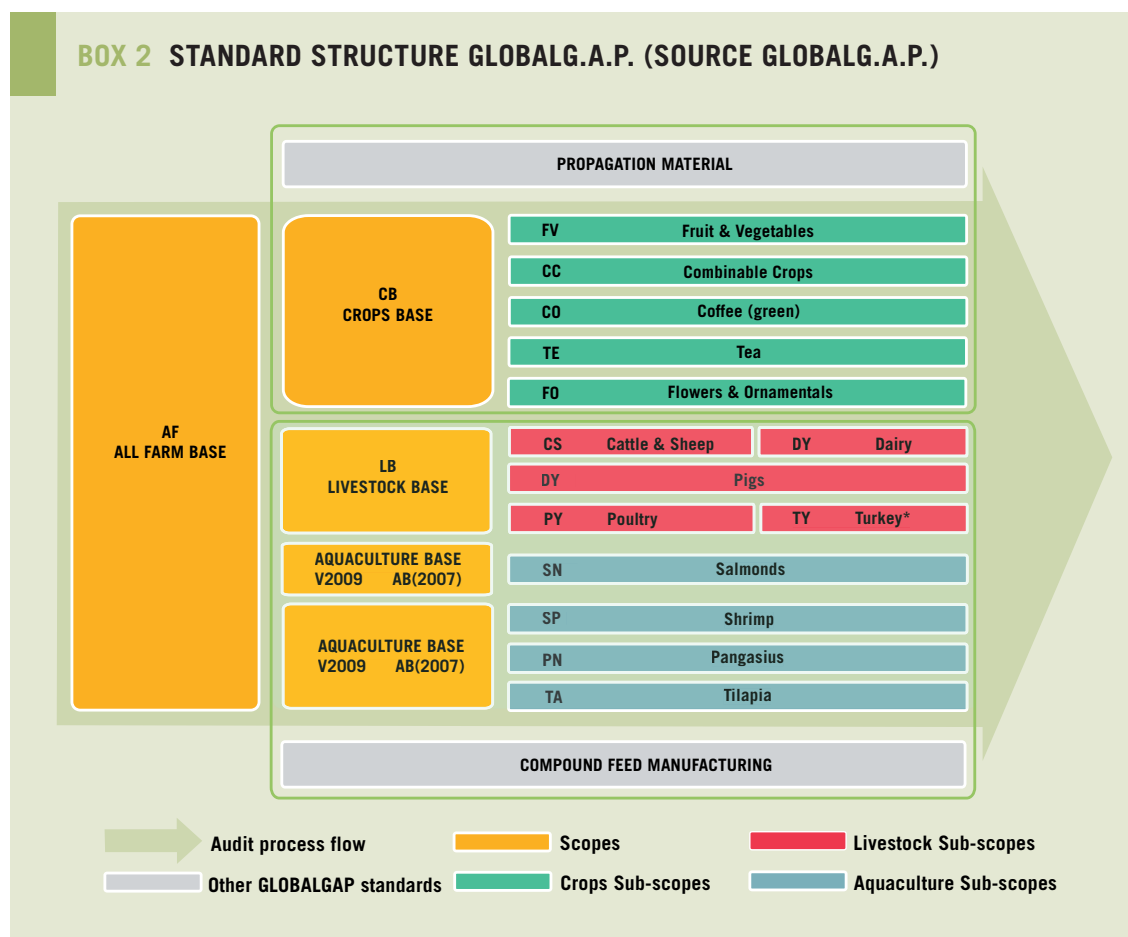 BOX 2 STANDARD STRUCTURE GLOBALG.A.P. (SOURCE GLOBALG.A.P.)
PROPAGATION MATERIAL
AF
ALL FARM BASE
CB
CROPS BASE
FV Fruit & Vegetables
CC Combinable Crops
CO Coffee (green)
TE Tea
FO Flowers & Ornamentals
LB
LIVESTOCK BASE
CS Cattle & Sheep DY Dairy
DY Pigs
PY Poultry TY Turkey*
AQUACULTURE BASE
V2009 AB(2007)
SN Salmonds
AQUACULTURE BASE
V2009 AB(2007)
SP Shrimp
PN Pangasius
TA Tilapia
COMPOUND FEED MANUFACTURING
Audit process flow Scopes Livestock Sub-scopes
Other GLOBALGAP standards Crops Sub-scopes Aquaculture Sub-scopes